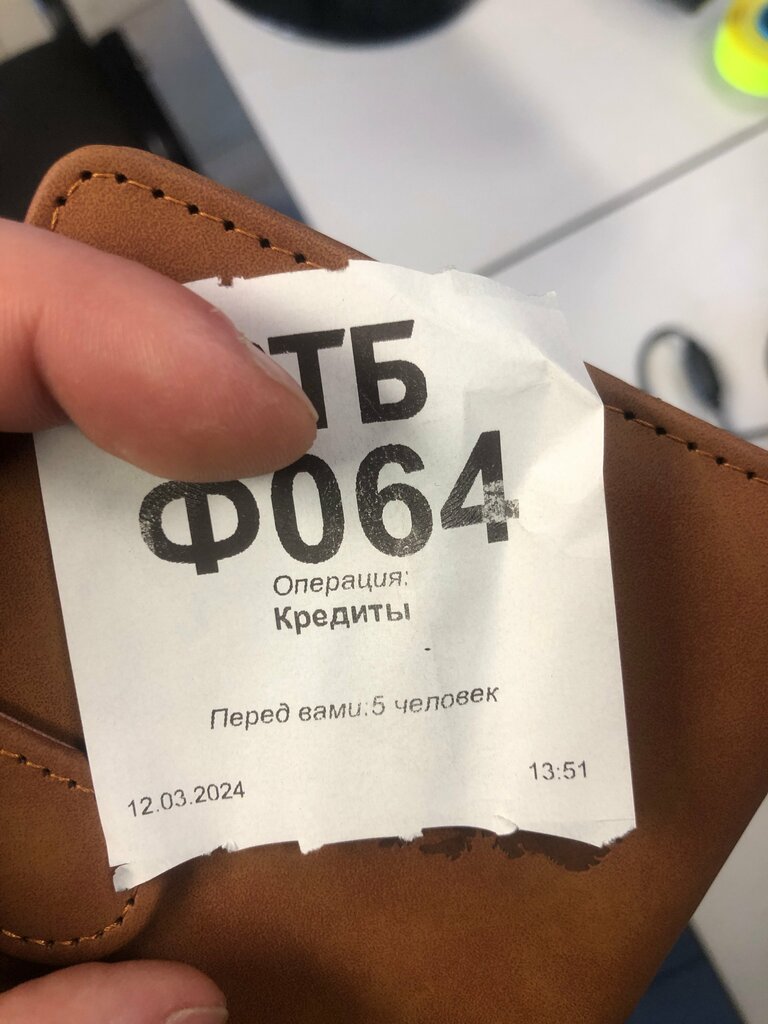 ТБ
Ф064
Операция:
Кредиты
Перед вами:5 человек
12.03.2024 13:51